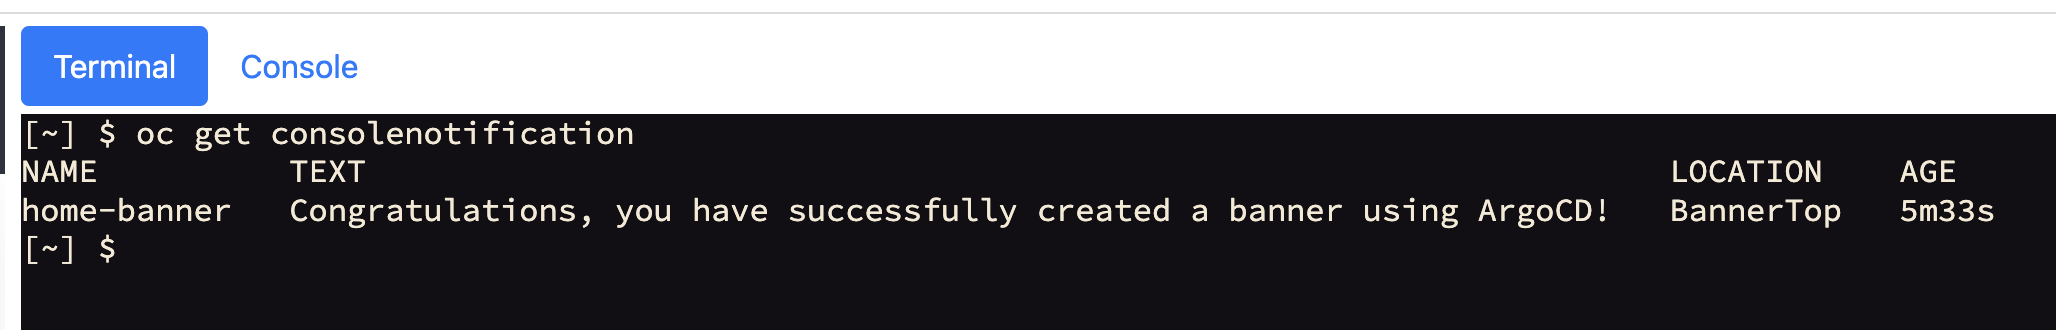 Terminal Console
[~] $ oc get consolenotification
NAME TEXT LOCATION AGE
home-banner Congratulations, you have successfully created a banner using ArgoCD! BannerTop 5m33s
[~] $